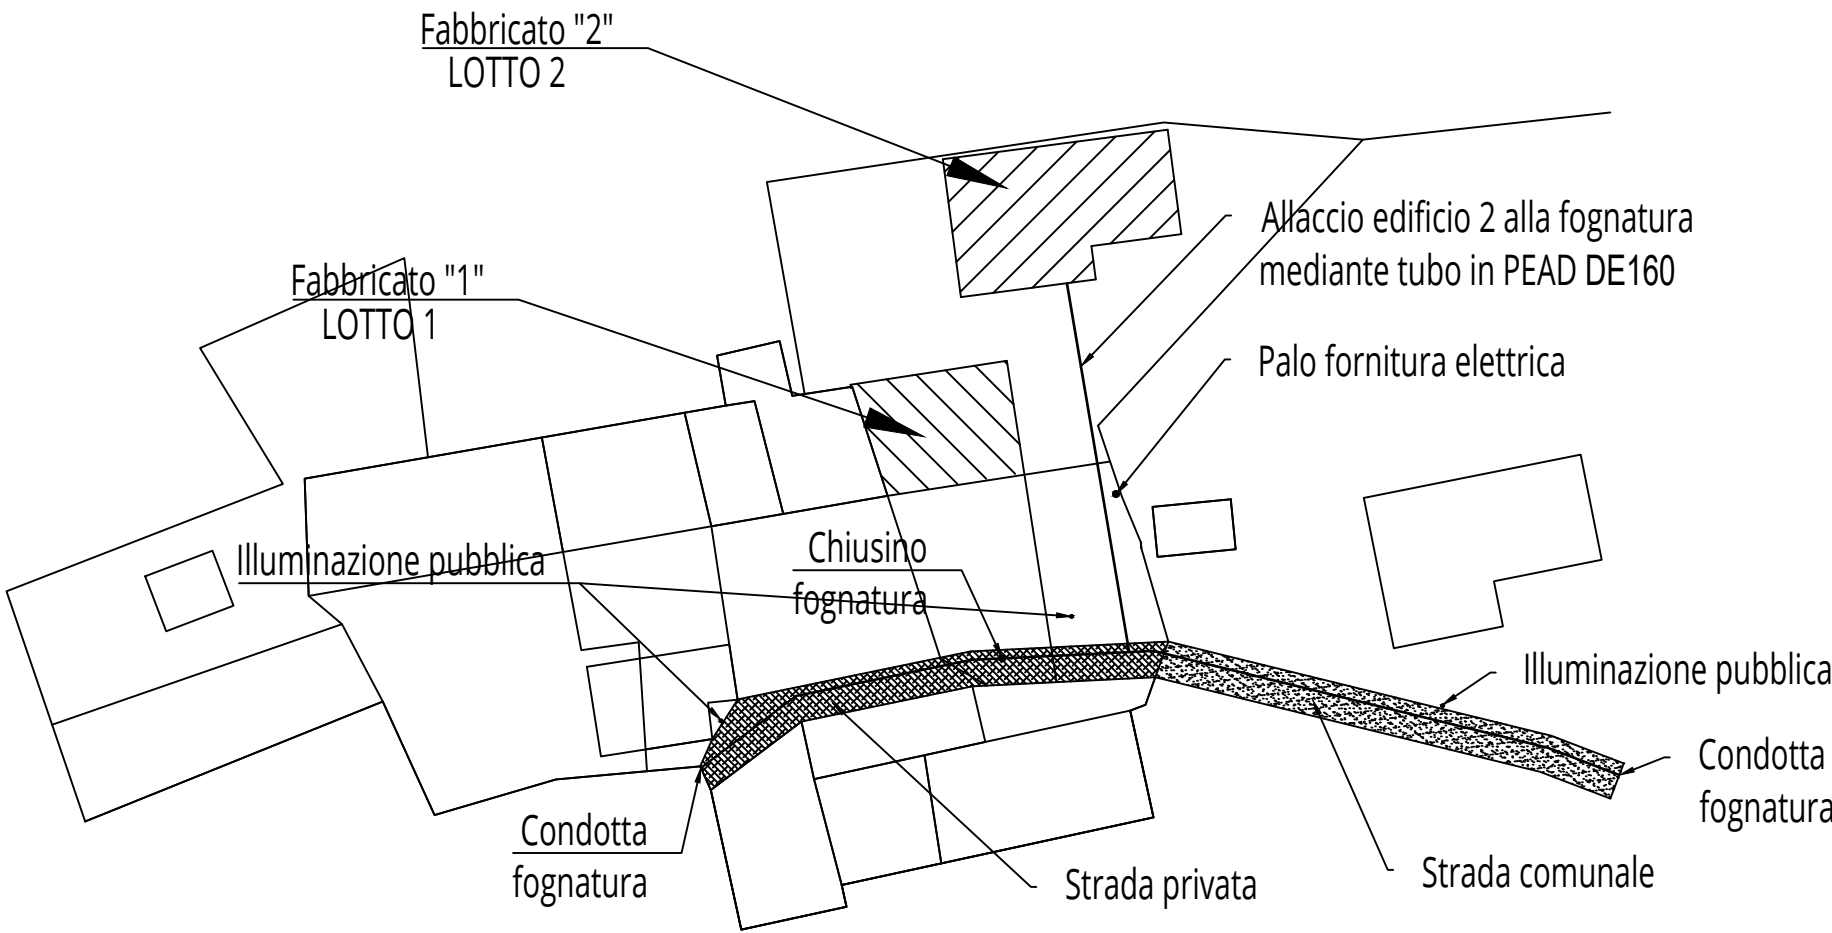 Fabbricato "2"
LOTTO 2
Allaccio edificio 2 alla fognatura
mediante tubo in PEAD DE160
Fabbricato "1"
LOTTO 1
Palo fornitura elettrica
Illuminazione pubblica
Chiusino
fognatura
Illuminazione pubblica
Condotta
fognatura
Condotta
fognatura
Strada privata
Strada comunale